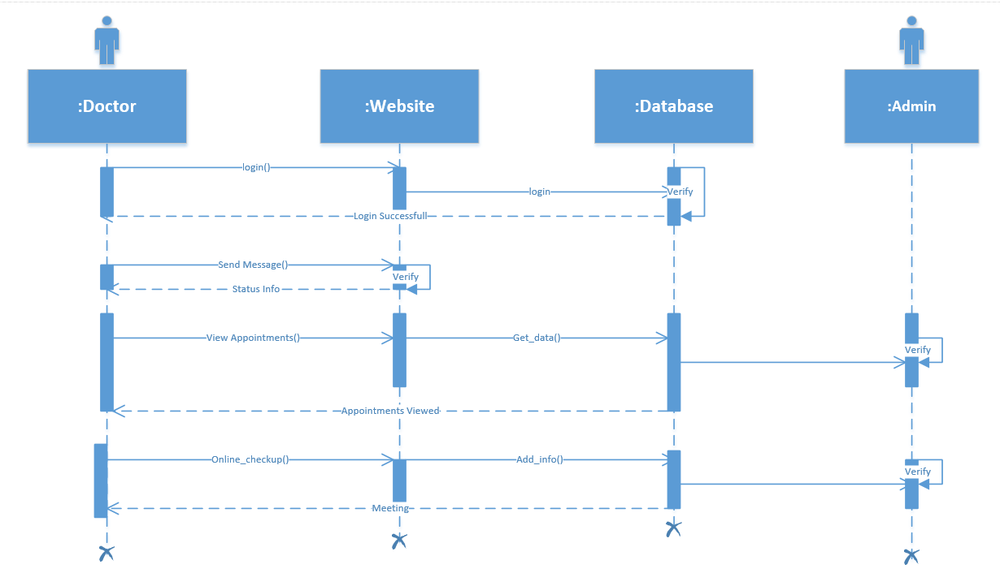 :Doctor
:Website
:Database
:Admin
login()
login
Verify
Login Successfull
Send Message()
Verify
Status Info
View Appointments()
Get_data()
Verify
Appointments Viewed
Online_checkup()
Add_info()
Verify
Meeting